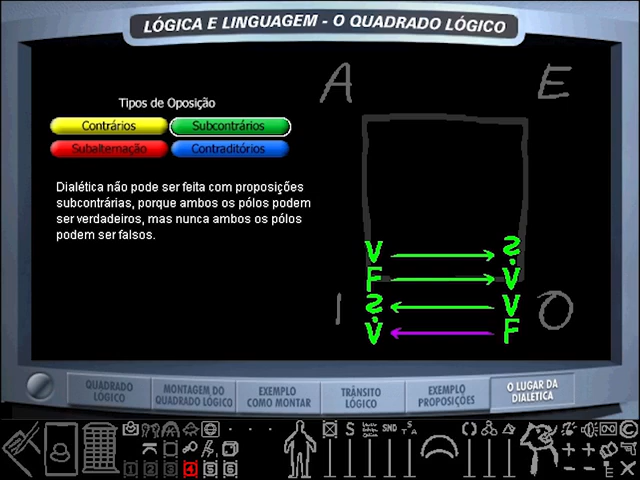 LÓGICA E LINGUAGEM - O QUADRADO LÓGICO
A E
Tipos de Oposição
Contrários Subcontrários
Subalternação Contraditórios
Dialética não pode ser feita com proposições
subcontrárias, porque ambos os pólos podem
ser verdadeiros, mas nunca ambos os pólos
podem ser falsos.
V ?
F V
? V
V F
I O
QUADRADO LÓGICO
MONTAGEM DO QUADRADO LÓGICO
EXEMPLO COMO MONTAR
TRÂNSITO LÓGICO
EXEMPLO PROPOSIÇÕES
O LUGAR DA DIALÉTICA
S SND
1 2 3 4 5 6